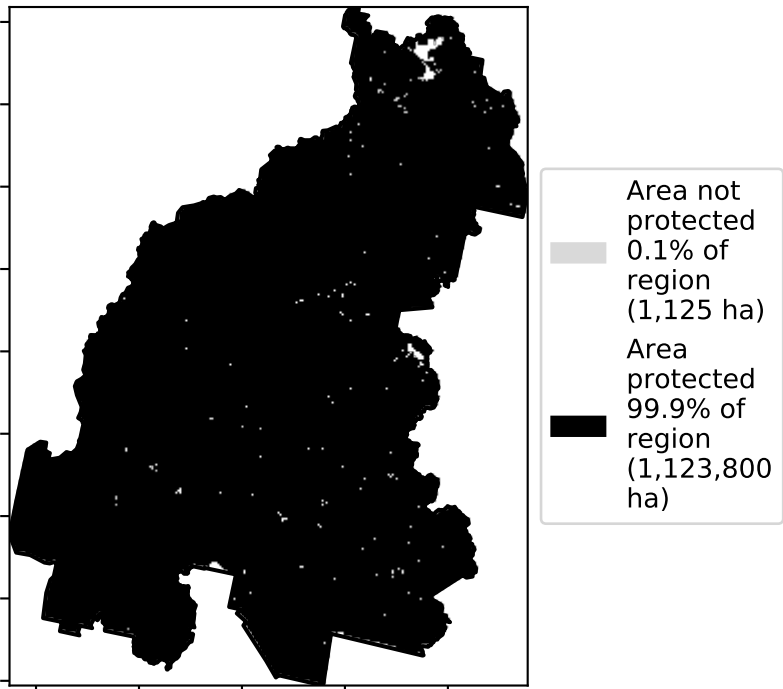 Area not
protected
0.1% of
region
(1,125 ha)
Area
protected
99.9% of
region
(1,123,800
ha)